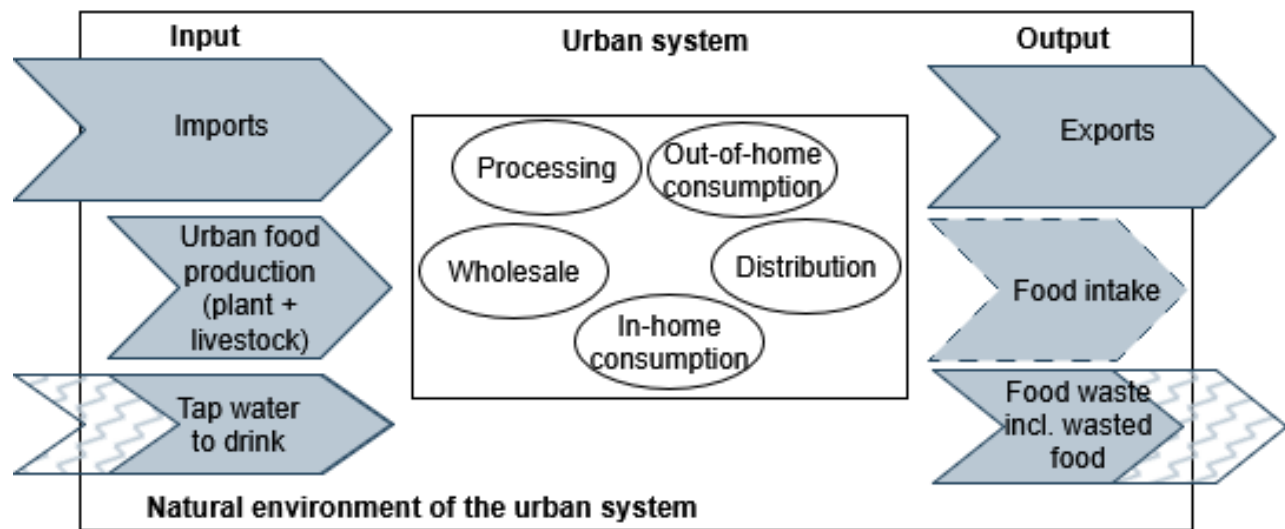 Input
Urban system
Output
Imports
Exports
Processing
Out-of-home
consumption
Wholesale
Distribution
In-home
consumption
Urban food
production
(plant +
livestock)
Food intake
Tap water
to drink
Food waste
incl. wasted
food
Natural environment of the urban system